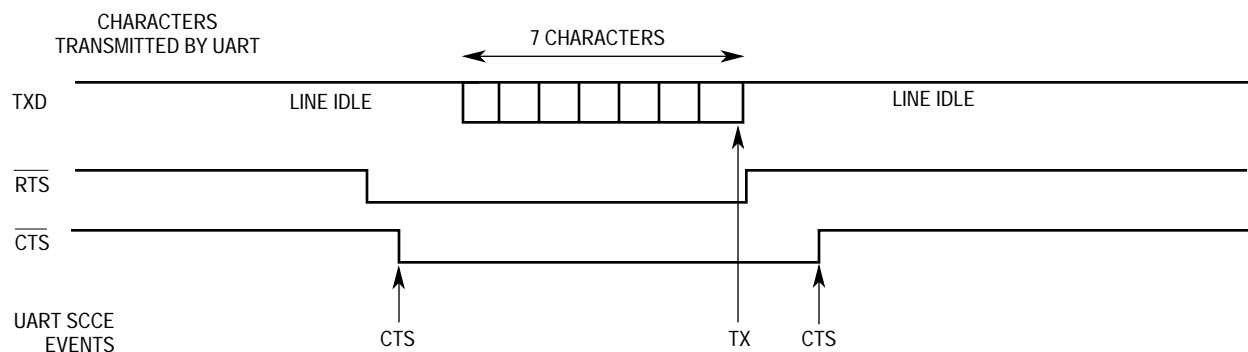 CHARACTERS
TRANSMITTED BY UART
7 CHARACTERS
TXD
LINE IDLE
LINE IDLE
RTS
CTS
UART SCCE
EVENTS
CTS
TX
CTS